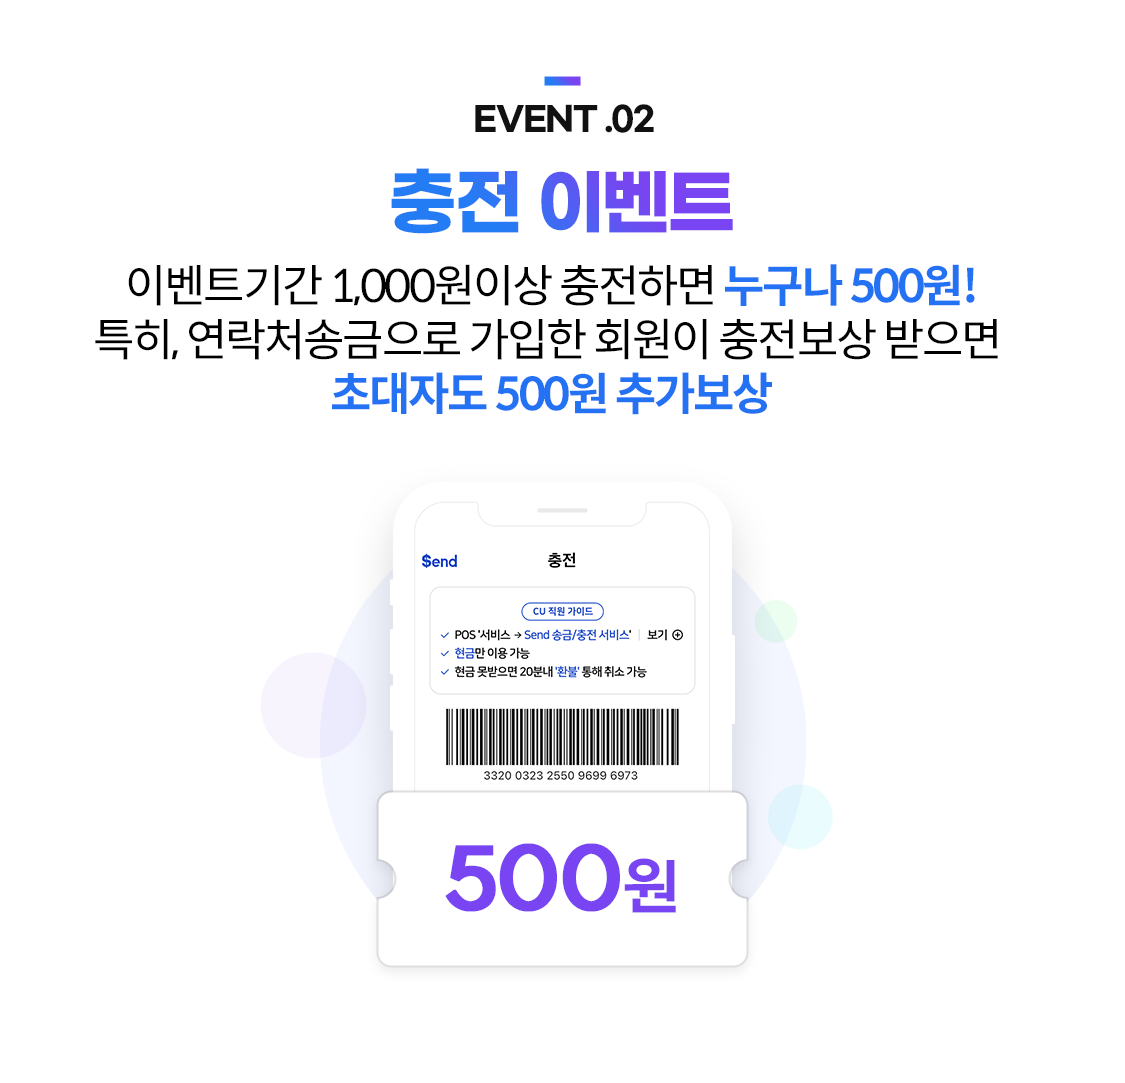 EVENT .02
충전 이벤트
이벤트기간 1,000원이상 충전하면 누구나 500원!
특히, 연락처송금으로 가입한 회원이 충전보상 받으면
초대자도 500원 추가보상
$end 충전
CU 직원 가이드
POS '서비스 → Send 송금/충전 서비스' | 보기
현금만 이용 가능
현금 못받으면 20분내 '환불' 통해 취소 가능
3320 0323 2550 9699 6973
500원